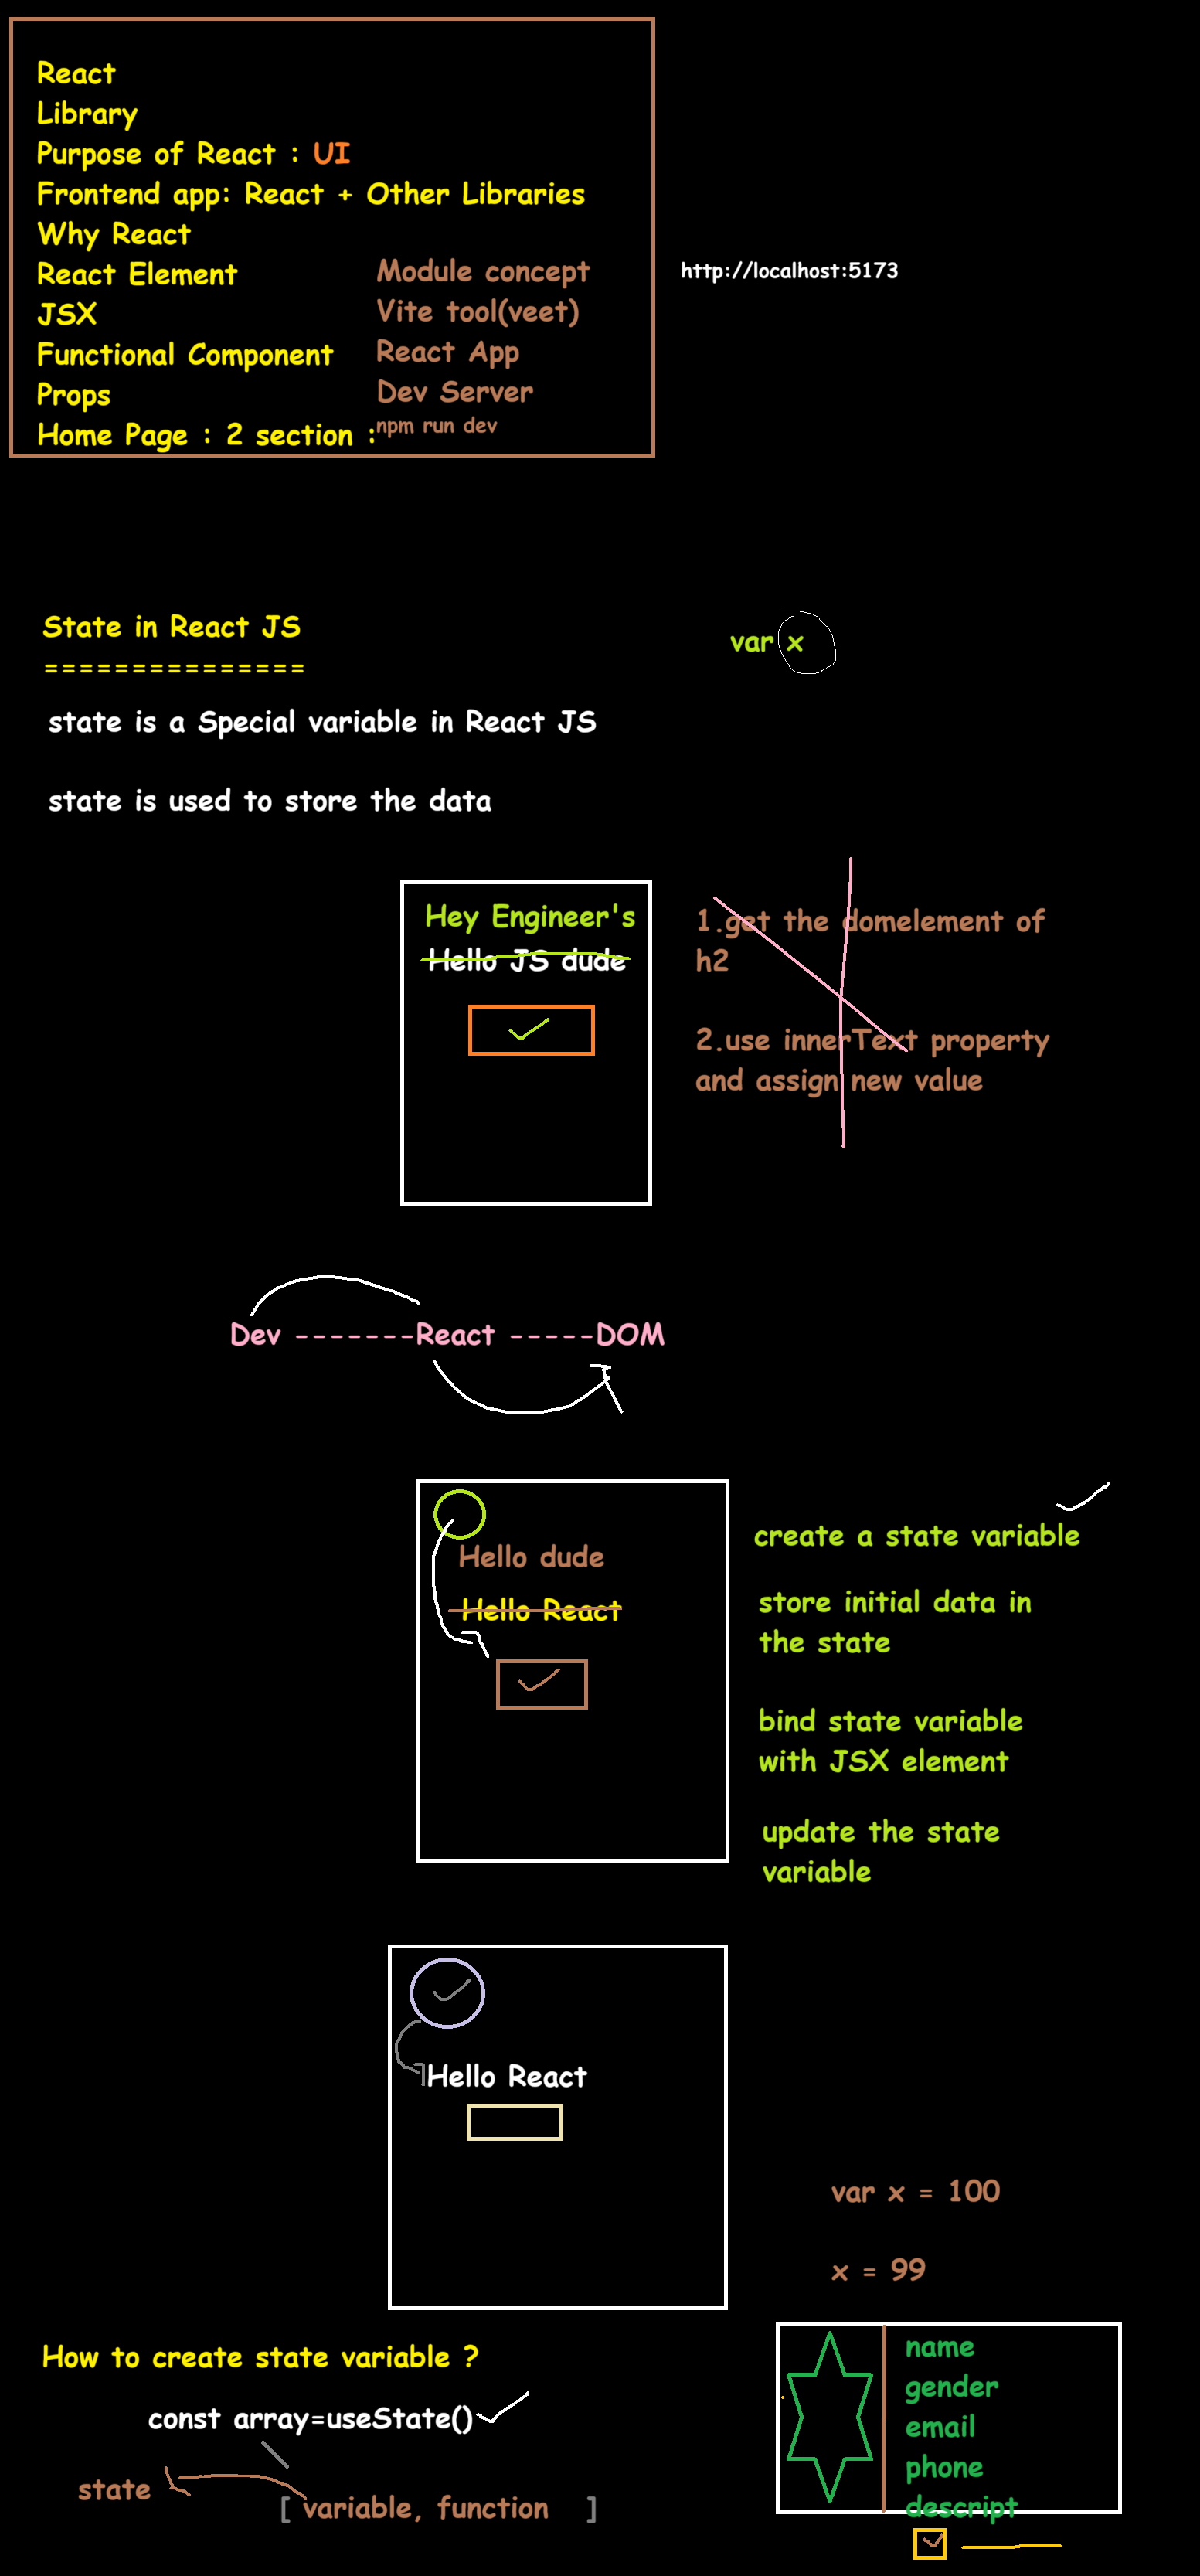 React
Library
Purpose of React : UI
Frontend app: React + Other Libraries
Why React
React Element
JSX
Functional Component
Props
Home Page : 2 section :
Module concept
Vite tool(veet)
React App
Dev Server
npm run dev
http://localhost:5173
State in React JS
===============
var x
state is a Special variable in React JS
state is used to store the data
Hey Engineer's
Hello JS dude
1.get the domelement of
h2
2.use innerText property
and assign new value
Dev -------React -----DOM
Hello dude
Hello React
create a state variable
store initial data in
the state
bind state variable
with JSX element
update the state
variable
Hello React
var x = 100
x = 99
How to create state variable ?
const array=useState()
state
[ variable, function ]
name
gender
email
phone
descript